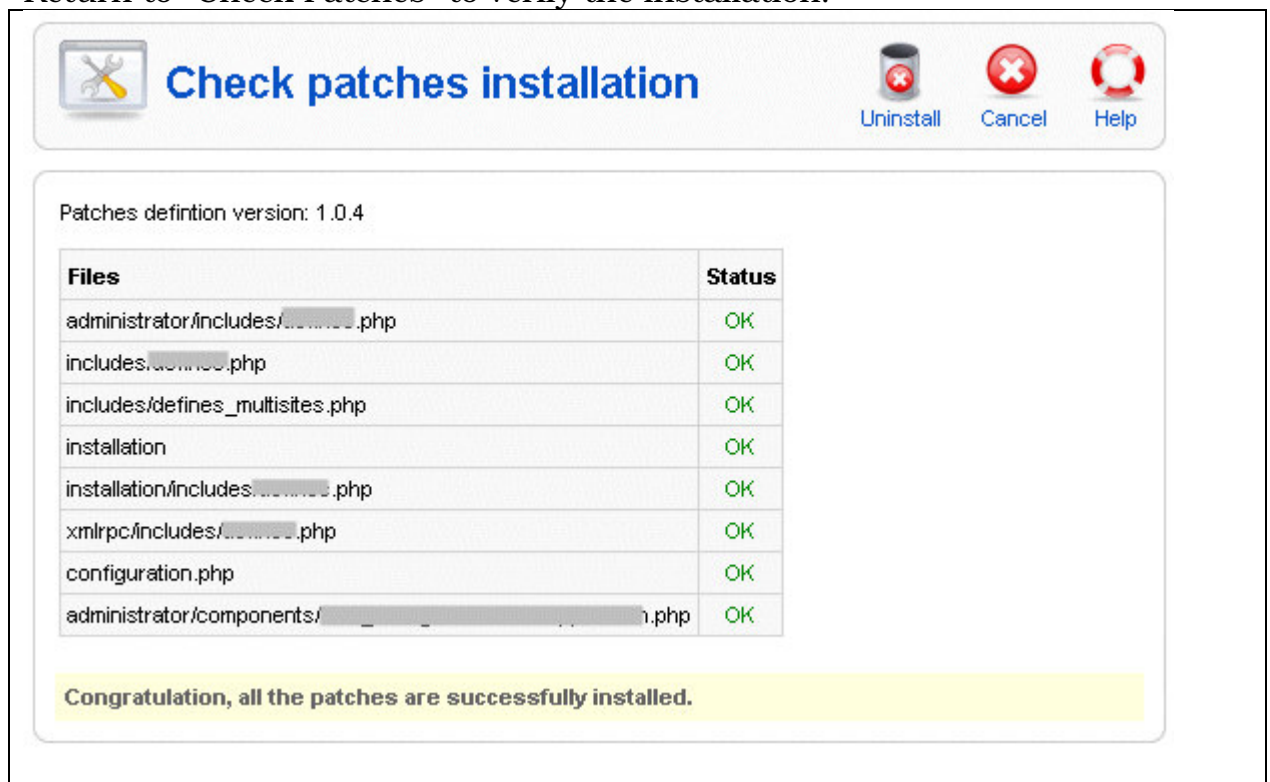 Return to "Check Patches" to verify the installation.
Check patches installation
Uninstall
Cancel
Help
Patches defintion version: 1.0.4
Files Status
administrator/includes/ .php OK
includes .php OK
includes/defines_multisites.php OK
installation OK
installation/includes .php OK
xmlrpc/includes/ .php OK
configuration.php OK
administrator/components/ .php OK
Congratulation, all the patches are successfully installed.